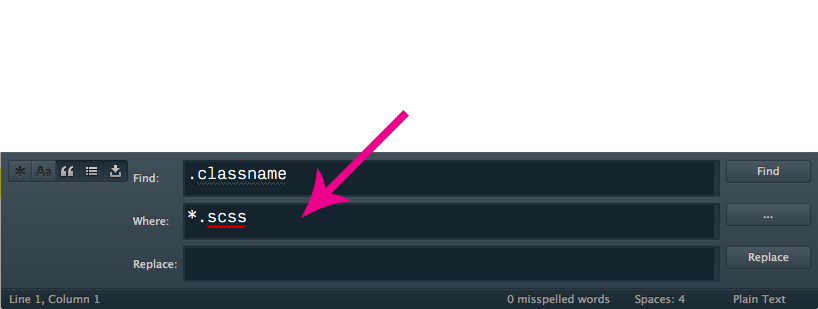 * Aa “ Find: .classname Find
Where: *.scss ...
Replace: Replace
Line 1, Column 1 0 misspelled words Spaces: 4 Plain Text